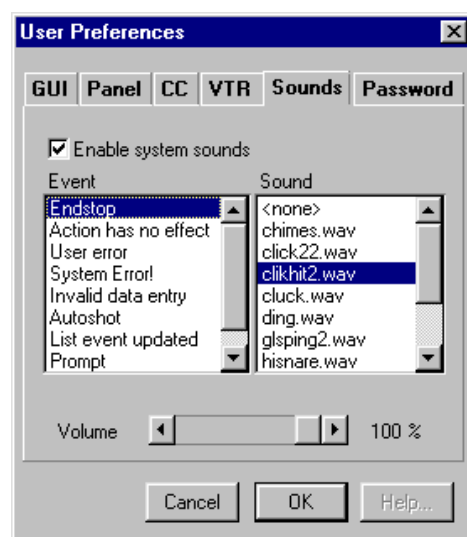 User Preferences
GUI Panel CC VTR Sounds Password
Enable system sounds
Event Sound
Endstop <none>
Action has no effect chimes.wav
User error click22.wav
System Error! clikhit2.wav
Invalid data entry cluck.wav
Autoshot ding.wav
List event updated glsping2.wav
Prompt hisnare.wav
Volume 100 %
Cancel OK Help...